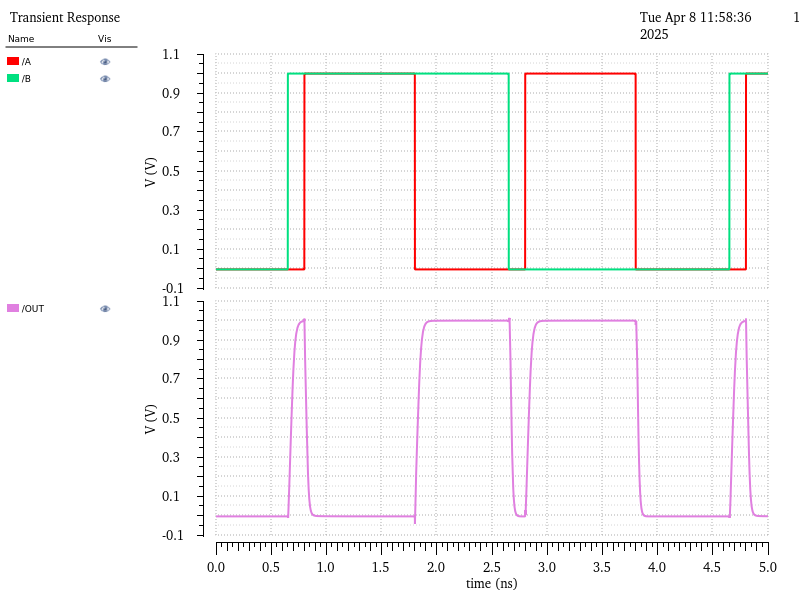 Transient Response
Tue Apr 8 11:58:36 2025
1
Name Vis
/A
/B
1.1
0.9
0.7
0.5
0.3
0.1
-0.1
V (V)
/OUT
1.1
0.9
0.7
0.5
0.3
0.1
-0.1
V (V)
0.0 0.5 1.0 1.5 2.0 2.5 3.0 3.5 4.0 4.5 5.0
time (ns)